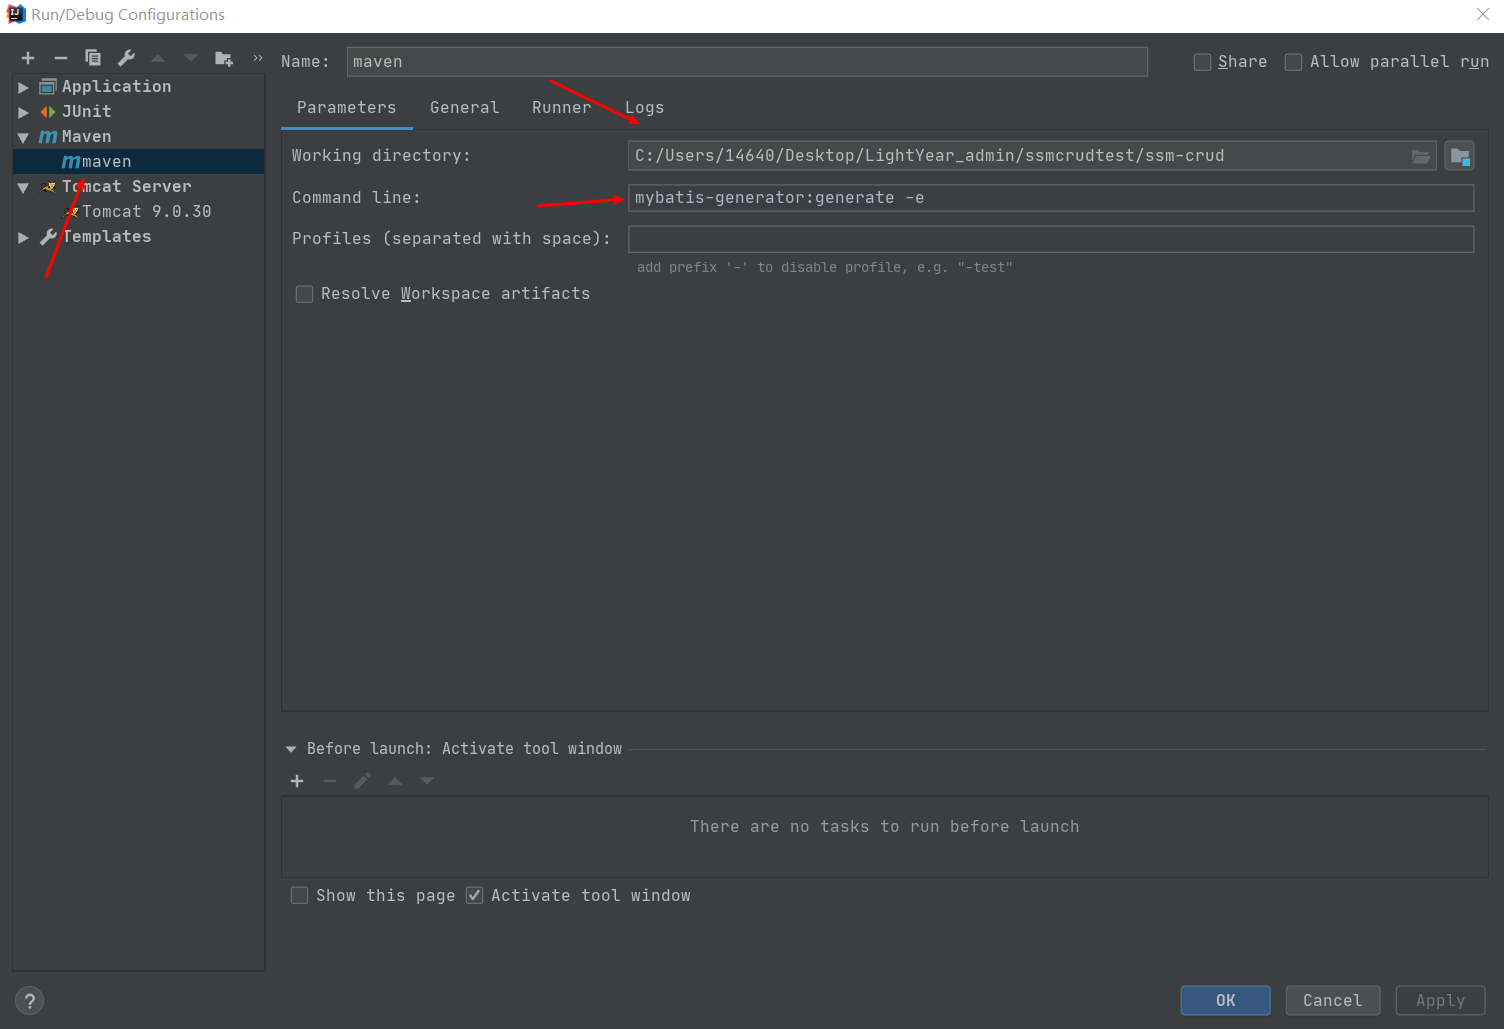 Run/Debug Configurations
Name: maven
Share
Allow parallel run
Application
JUnit
Maven
maven
Tomcat Server
Tomcat 9.0.30
Templates
Parameters General Runner Logs
Working directory: C:/Users/14640/Desktop/LightYear_admin/ssmcrudtest/ssm-crud
Command line: mybatis-generator:generate -e
Profiles (separated with space):
add prefix '-' to disable profile, e.g. "-test"
Resolve Workspace artifacts
Before launch: Activate tool window
There are no tasks to run before launch
Show this page Activate tool window
? OK Cancel Apply